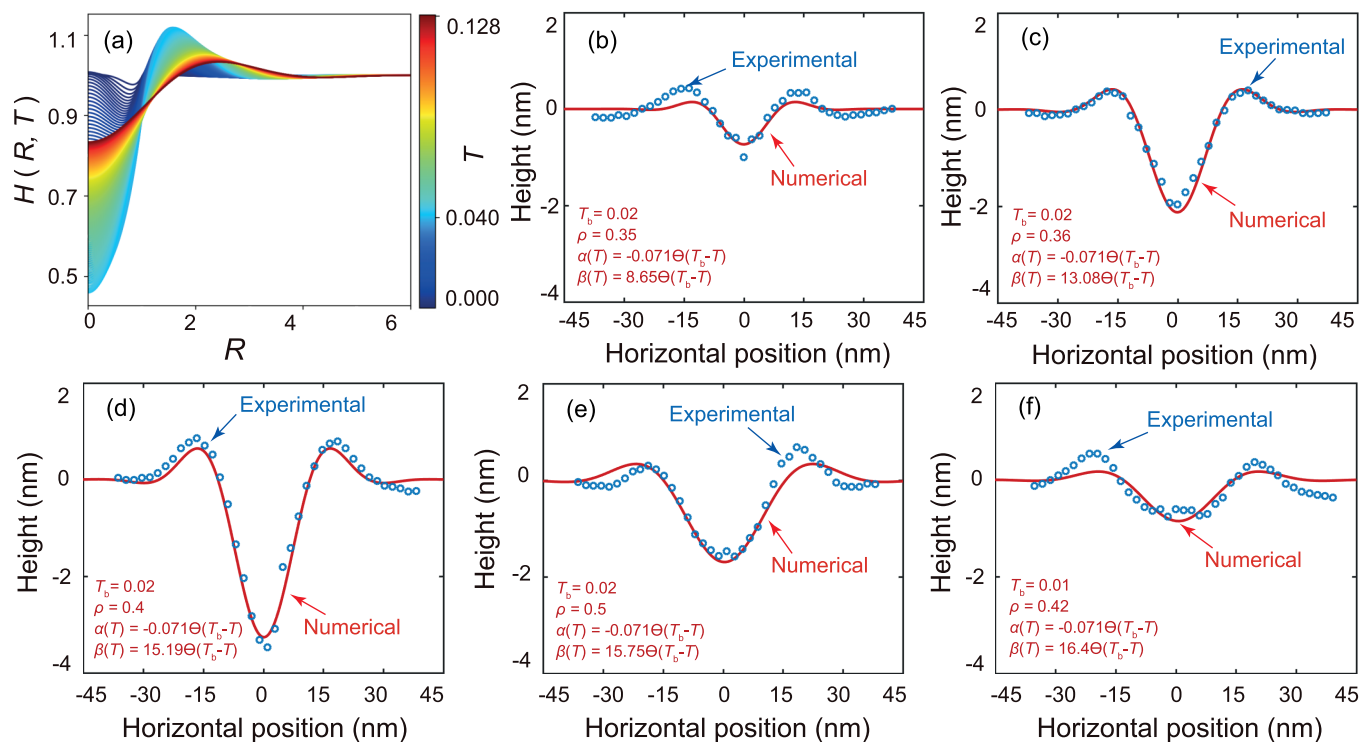 (a)
1.1
0.9
0.7
0.5
H ( R, T )
0
2
4
6
R
0.128
0.040
0.000
T
(b)
Experimental
Numerical
T_b = 0.02
ρ = 0.35
α(T) = -0.071Θ(T_b-T)
β(T) = 8.65Θ(T_b-T)
2
0
-2
-4
Height (nm)
-45 -30 -15 0 15 30 45
Horizontal position (nm)
(c)
Experimental
Numerical
T_b = 0.02
ρ = 0.36
α(T) = -0.071Θ(T_b-T)
β(T) = 13.08Θ(T_b-T)
2
0
-2
-4
Height (nm)
-45 -30 -15 0 15 30 45
Horizontal position (nm)
(d)
Experimental
Numerical
T_b = 0.02
ρ = 0.4
α(T) = -0.071Θ(T_b-T)
β(T) = 15.19Θ(T_b-T)
2
0
-2
-4
Height (nm)
-45 -30 -15 0 15 30 45
Horizontal position (nm)
(e)
Experimental
Numerical
T_b = 0.02
ρ = 0.5
α(T) = -0.071Θ(T_b-T)
β(T) = 15.75Θ(T_b-T)
2
0
-2
-4
Height (nm)
-45 -30 -15 0 15 30 45
Horizontal position (nm)
(f)
Experimental
Numerical
T_b = 0.01
ρ = 0.42
α(T) = -0.071Θ(T_b-T)
β(T) = 16.4Θ(T_b-T)
2
0
-2
-4
Height (nm)
-45 -30 -15 0 15 30 45
Horizontal position (nm)